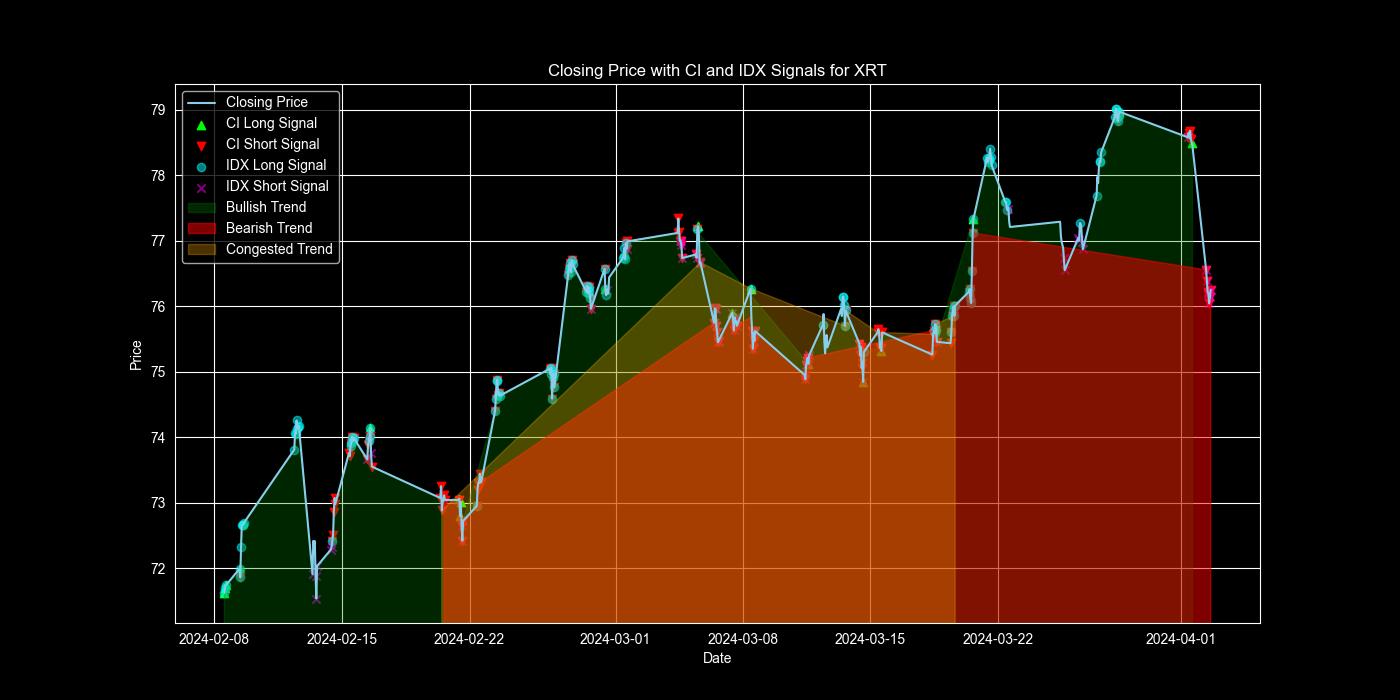 Closing Price with CI and IDX Signals for XRT
Closing Price
CI Long Signal
CI Short Signal
IDX Long Signal
IDX Short Signal
Bullish Trend
Bearish Trend
Congested Trend
79
78
77
76
75
74
73
72
Price
2024-02-08 2024-02-15 2024-02-22 2024-03-01 2024-03-08 2024-03-15 2024-03-22 2024-04-01
Date